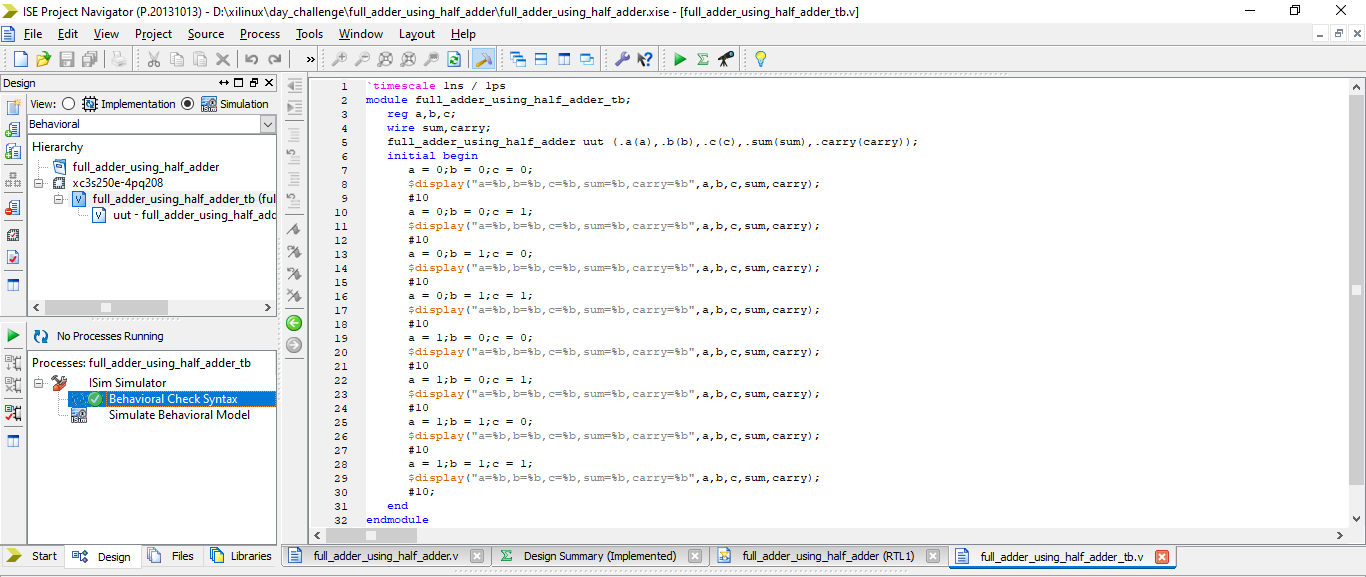 ISE Project Navigator (P.20131013) - D:\xilinux\day_challenge\full_adder_using_half_adder\full_adder_using_half_adder.xise - [full_adder_using_half_adder_tb.v]
File Edit View Project Source Process Tools Window Layout Help
»
Design
View: Implementation Simulation
Behavioral
Hierarchy
full_adder_using_half_adder
xc3s250e-4pq208
full_adder_using_half_adder_tb (ful
uut - full_adder_using_half_add
No Processes Running
Processes: full_adder_using_half_adder_tb
ISim Simulator
Behavioral Check Syntax
Simulate Behavioral Model
1 `timescale 1ns / 1ps
2 module full_adder_using_half_adder_tb;
3 reg a,b,c;
4 wire sum,carry;
5 full_adder_using_half_adder uut (.a(a),.b(b),.c(c),.sum(sum),.carry(carry));
6 initial begin
7 a = 0;b = 0;c = 0;
8 $display("a=%b,b=%b,c=%b,sum=%b,carry=%b",a,b,c,sum,carry);
9 #10
10 a = 0;b = 0;c = 1;
11 $display("a=%b,b=%b,c=%b,sum=%b,carry=%b",a,b,c,sum,carry);
12 #10
13 a = 0;b = 1;c = 0;
14 $display("a=%b,b=%b,c=%b,sum=%b,carry=%b",a,b,c,sum,carry);
15 #10
16 a = 0;b = 1;c = 1;
17 $display("a=%b,b=%b,c=%b,sum=%b,carry=%b",a,b,c,sum,carry);
18 #10
19 a = 1;b = 0;c = 0;
20 $display("a=%b,b=%b,c=%b,sum=%b,carry=%b",a,b,c,sum,carry);
21 #10
22 a = 1;b = 0;c = 1;
23 $display("a=%b,b=%b,c=%b,sum=%b,carry=%b",a,b,c,sum,carry);
24 #10
25 a = 1;b = 1;c = 0;
26 $display("a=%b,b=%b,c=%b,sum=%b,carry=%b",a,b,c,sum,carry);
27 #10
28 a = 1;b = 1;c = 1;
29 $display("a=%b,b=%b,c=%b,sum=%b,carry=%b",a,b,c,sum,carry);
30 #10;
31 end
32 endmodule
Start Design Files Libraries
full_adder_using_half_adder.v Design Summary (Implemented) full_adder_using_half_adder (RTL1) full_adder_using_half_adder_tb.v